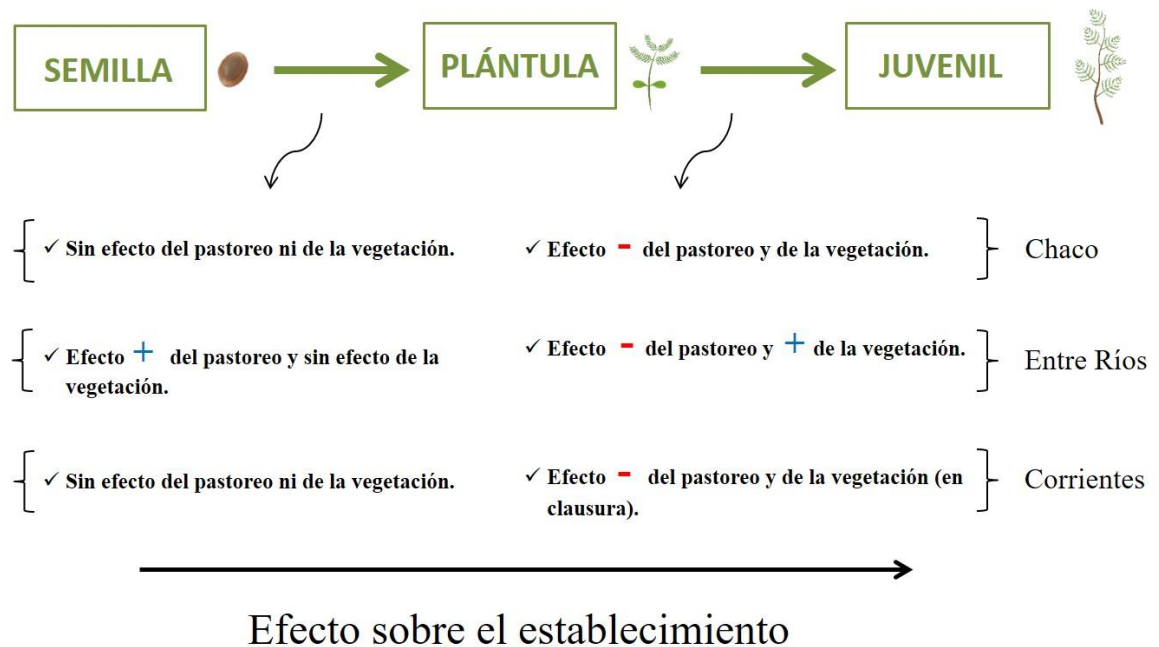 SEMILLA
PLÁNTULA
JUVENIL
✓ Sin efecto del pastoreo ni de la vegetación.
✓ Efecto - del pastoreo y de la vegetación.
Chaco
✓ Efecto + del pastoreo y sin efecto de la
vegetación.
✓ Efecto - del pastoreo y + de la vegetación.
Entre Ríos
✓ Sin efecto del pastoreo ni de la vegetación.
✓ Efecto - del pastoreo y de la vegetación (en
clausura).
Corrientes
Efecto sobre el establecimiento